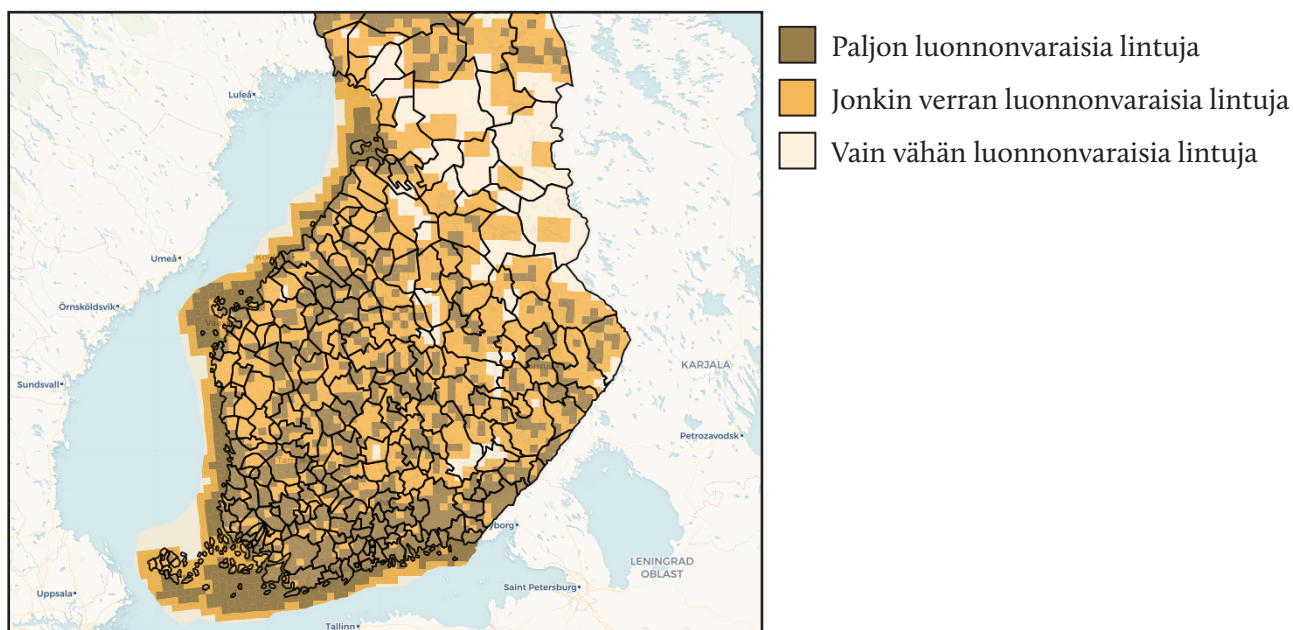 Paljon luonnonvaraisia lintuja
Jonkin verran luonnonvaraisia lintuja
Vain vähän luonnonvaraisia lintuja
Luleå
Umeå
Örnsköldsvik
Sundsvall
KARJALA
Petrozavodsk
yborg
LENINGRAD
OBLAST
Saint Petersburg
Uppsala
Tallinn